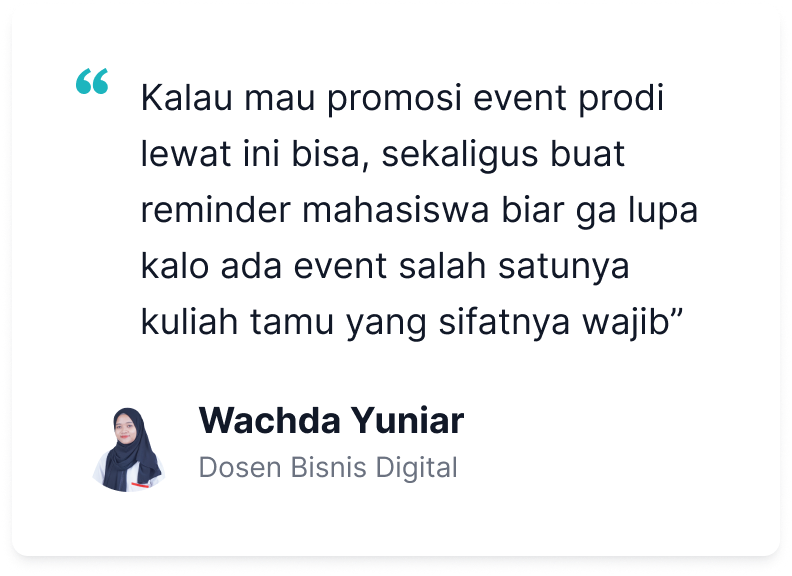 “ Kalau mau promosi event prodi
lewat ini bisa, sekaligus buat
reminder mahasiswa biar ga lupa
kalo ada event salah satunya
kuliah tamu yang sifatnya wajib”
Wachda Yuniar
Dosen Bisnis Digital